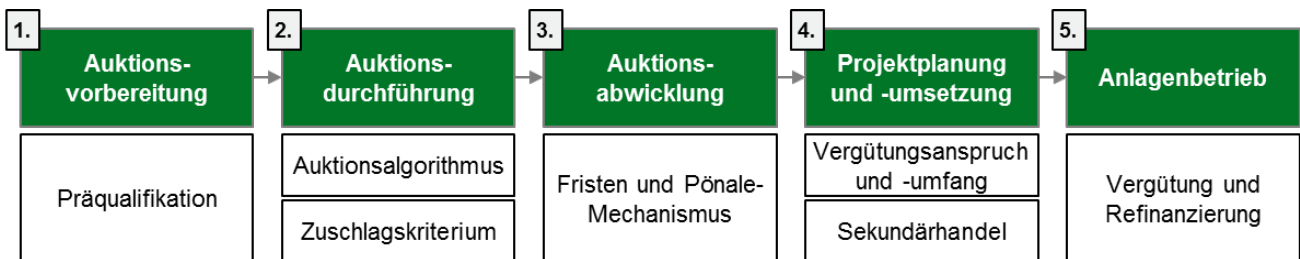 1.
Auktions-
vorbereitung
Präqualifikation
2.
Auktions-
durchführung
Auktionsalgorithmus
Zuschlagskriterium
3.
Auktions-
abwicklung
Fristen und Pönale-
Mechanismus
4.
Projektplanung
und -umsetzung
Vergütungsanspruch
und -umfang
Sekundärhandel
5.
Anlagenbetrieb
Vergütung und
Refinanzierung